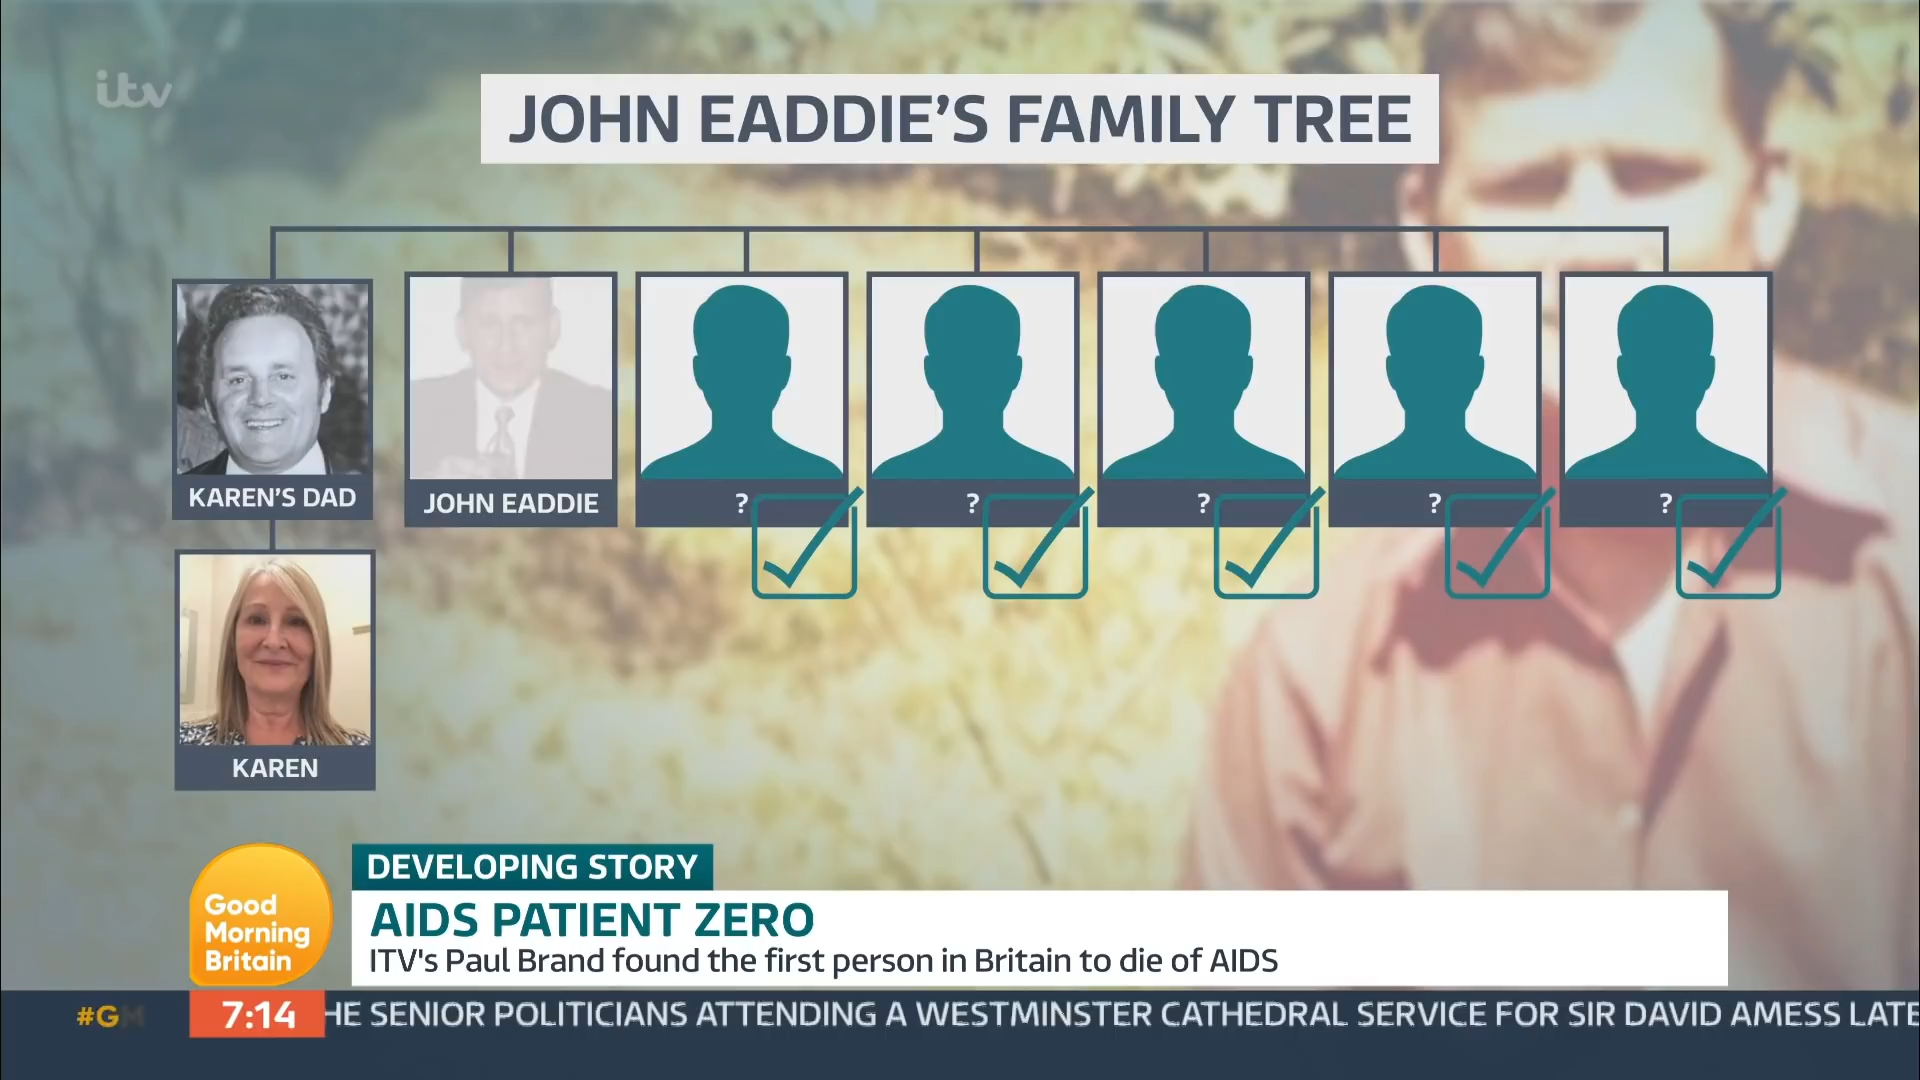 itv
JOHN EADDIE'S FAMILY TREE
KAREN'S DAD
JOHN EADDIE
?
?
?
?
?
KAREN
DEVELOPING STORY
AIDS PATIENT ZERO
ITV's Paul Brand found the first person in Britain to die of AIDS
Good
Morning
Britain
#GM
7:14
HE SENIOR POLITICIANS ATTENDING A WESTMINSTER CATHEDRAL SERVICE FOR SIR DAVID AMESS LATE